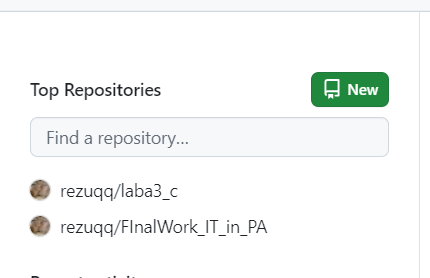 Top Repositories
New
Find a repository…
rezuqq/laba3_c
rezuqq/FInalWork_IT_in_PA